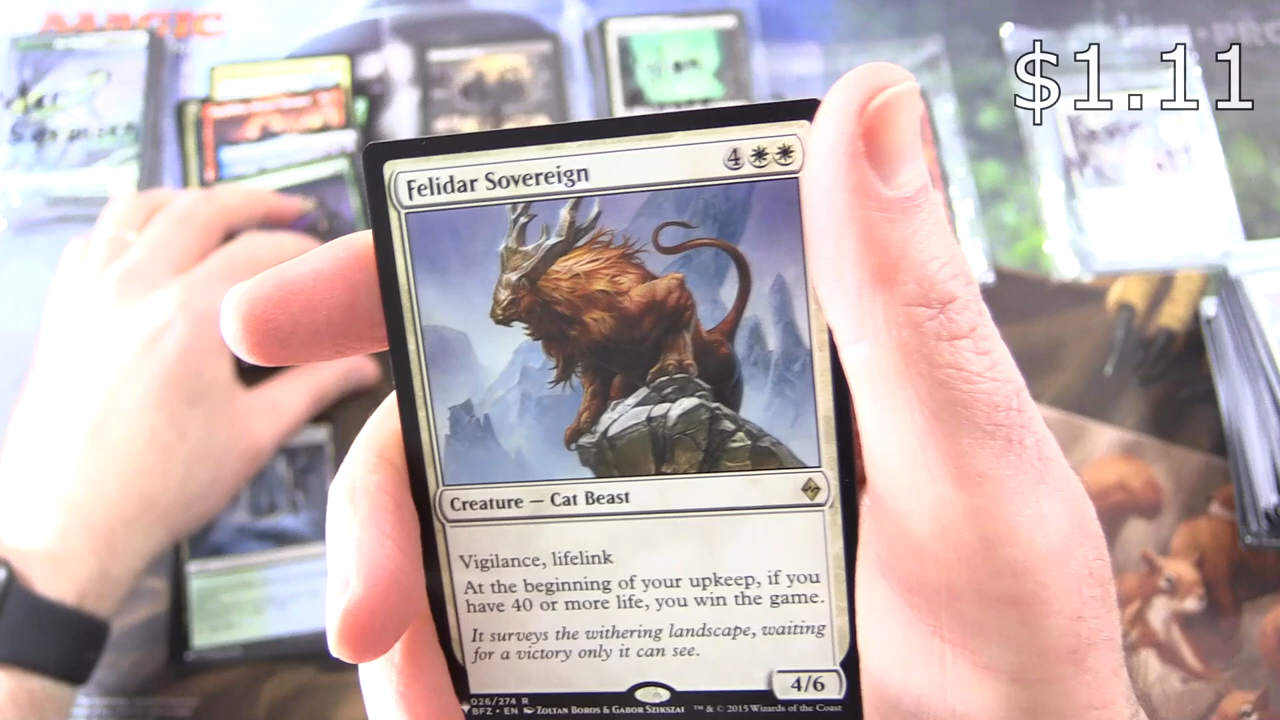 MAGIC
$1.11
Felidar Sovereign
4
Creature — Cat Beast
Vigilance, lifelink
At the beginning of your upkeep, if you
have 40 or more life, you win the game.
It surveys the withering landscape, waiting
for a victory only it can see.
4/6
026/274 R
BFZ • EN Zoltan Boros & Gabor Szikszai ™ & © 2015 Wizards of the Coast